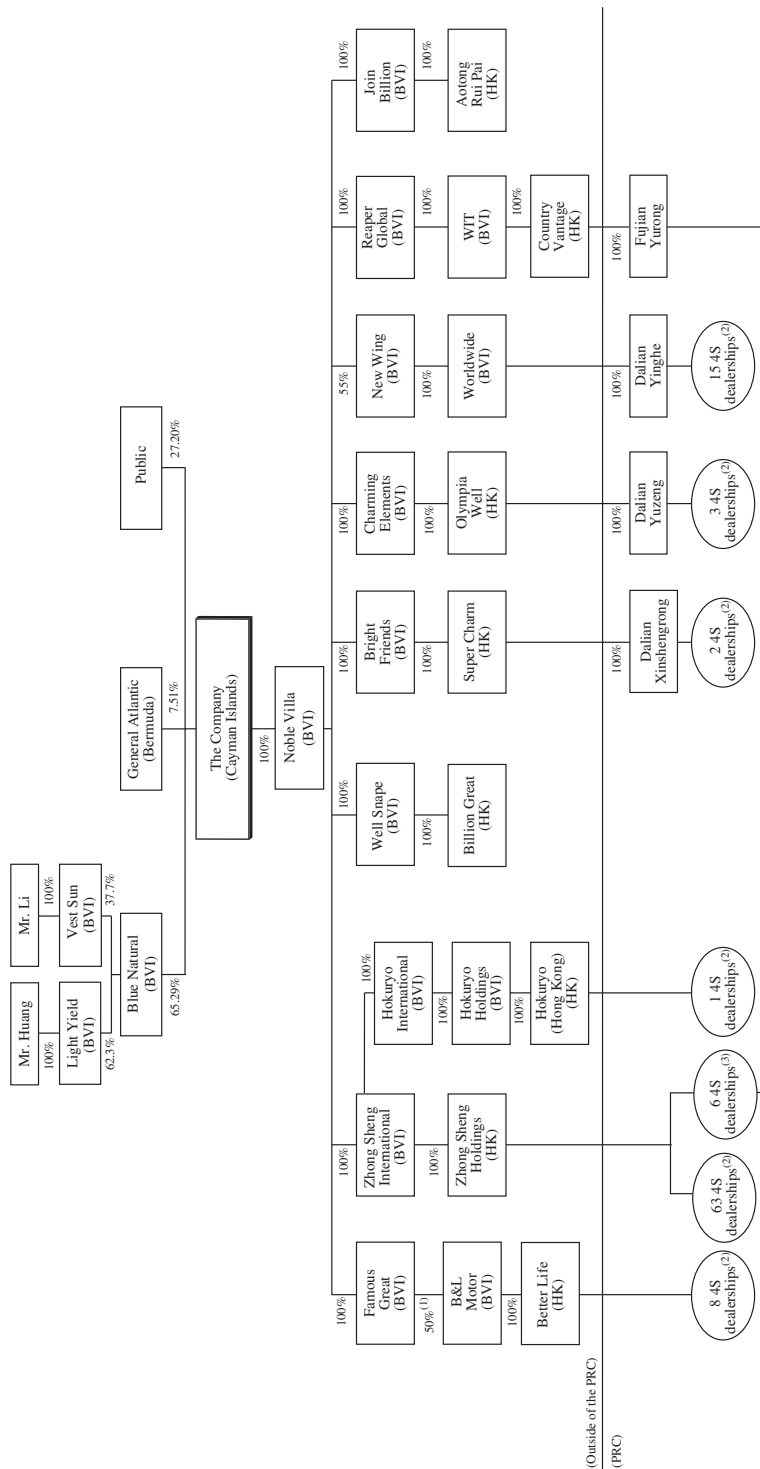 Mr. Huang
Mr. Li
100%
100%
Light Yield
(BVI)
Vest Sun
(BVI)
62.3%
37.7%
Blue Natural
(BVI)
General Atlantic
(Bermuda)
Public
65.29%
7.51%
27.20%
The Company
(Cayman Islands)
100%
Noble Villa
(BVI)
100%
100%
100%
100%
100%
55%
100%
100%
Famous
Great
(BVI)
Zhong Sheng
International
(BVI)
100%
Hokuryo
International
(BVI)
Well Snape
(BVI)
Bright
Friends
(BVI)
Charming
Elements
(BVI)
New Wing
(BVI)
Reaper
Global
(BVI)
Join
Billion
(BVI)
50%(1)
100%
100%
100%
100%
100%
100%
100%
100%
B&L
Motor
(BVI)
Zhong Sheng
Holdings
(HK)
Hokuryo
Holdings
(BVI)
Billion Great
(HK)
Super Charm
(HK)
Olympia
Well
(HK)
Worldwide
(BVI)
WIT
(BVI)
Aotong
Rui Pai
(HK)
100%
100%
100%
Better Life
(HK)
Hokuryo
(Hong Kong)
(HK)
Country
Vantage
(HK)
(Outside of the PRC)
(PRC)
100%
100%
100%
100%
Dalian
Xinshengrong
Dalian
Yuzeng
Dalian
Yinghe
Fujian
Yurong
8 4S
dealerships(2)
63 4S
dealerships(2)
6 4S
dealerships(3)
1 4S
dealerships(2)
2 4S
dealerships(2)
3 4S
dealerships(2)
15 4S
dealerships(2)